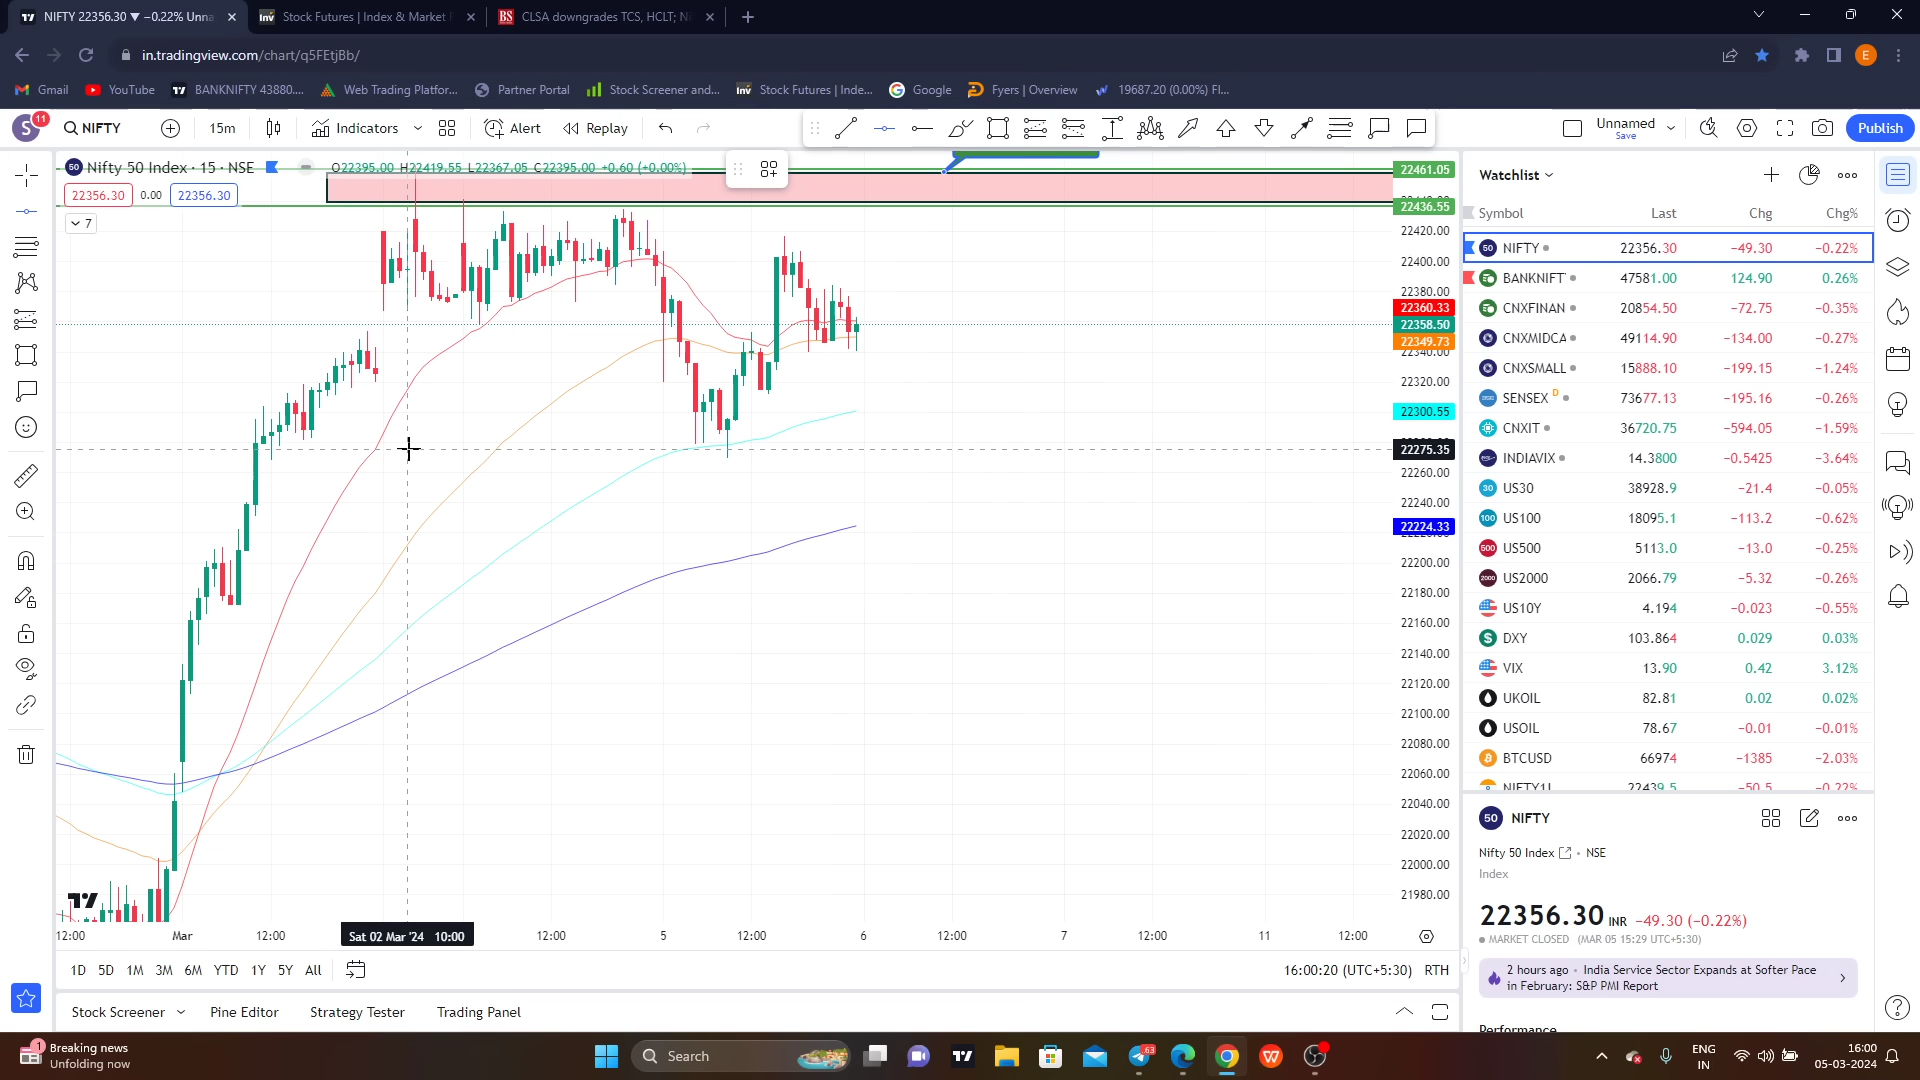 NIFTY 22356.30 ▼ −0.22% Unna
Stock Futures | Index & Market F
CLSA downgrades TCS, HCLT; Ni
in.tradingview.com/chart/q5FEtjBb/
Gmail
YouTube
BANKNIFTY 43880....
Web Trading Platfor...
Partner Portal
Stock Screener and...
Stock Futures | Inde...
Google
Fyers | Overview
19687.20 (0.00%) Fl...
S 11
NIFTY
15m
Indicators
Alert
Replay
Unnamed
Save
Publish
Nifty 50 Index · 15 · NSE
O22395.00 H22419.55 L22367.05 C22395.00 +0.60 (+0.00%)
22356.30 0.00 22356.30
7
22461.05
22436.55
22420.00
22400.00
22380.00
22360.33
22358.50
22349.73
22340.00
22320.00
22300.55
22275.35
22260.00
22240.00
22224.33
22200.00
22180.00
22160.00
22140.00
22120.00
22100.00
22080.00
22060.00
22040.00
22020.00
22000.00
21980.00
12:00 Mar 12:00 Sat 02 Mar '24 10:00 12:00 5 12:00 6 12:00 7 12:00 11 12:00
1D 5D 1M 3M 6M YTD 1Y 5Y All
16:00:20 (UTC+5:30) RTH
Stock Screener Pine Editor Strategy Tester Trading Panel
Watchlist
Symbol Last Chg Chg%
NIFTY 22356.30 −49.30 −0.22%
BANKNIFT 47581.00 124.90 0.26%
CNXFINAN 20854.50 −72.75 −0.35%
CNXMIDCA 49114.90 −134.00 −0.27%
CNXSMALL 15888.10 −199.15 −1.24%
SENSEX D 73677.13 −195.16 −0.26%
CNXIT 36720.75 −594.05 −1.59%
INDIAVIX 14.3800 −0.5425 −3.64%
US30 38928.9 −21.4 −0.05%
US100 18095.1 −113.2 −0.62%
US500 5113.0 −13.0 −0.25%
US2000 2066.79 −5.32 −0.26%
US10Y 4.194 −0.023 −0.55%
DXY 103.864 0.029 0.03%
VIX 13.90 0.42 3.12%
UKOIL 82.81 0.02 0.02%
USOIL 78.67 −0.01 −0.01%
BTCUSD 66974 −1385 −2.03%
NIFTY1! 22439.5 −50.5 −0.22%
50 NIFTY
Nifty 50 Index · NSE
Index
22356.30 INR −49.30 (−0.22%)
MARKET CLOSED (MAR 05 15:29 UTC+5:30)
2 hours ago · India Service Sector Expands at Softer Pace
in February: S&P PMI Report
Performance
Breaking news
Unfolding now
Search
63
ENG
IN
16:00
05-03-2024